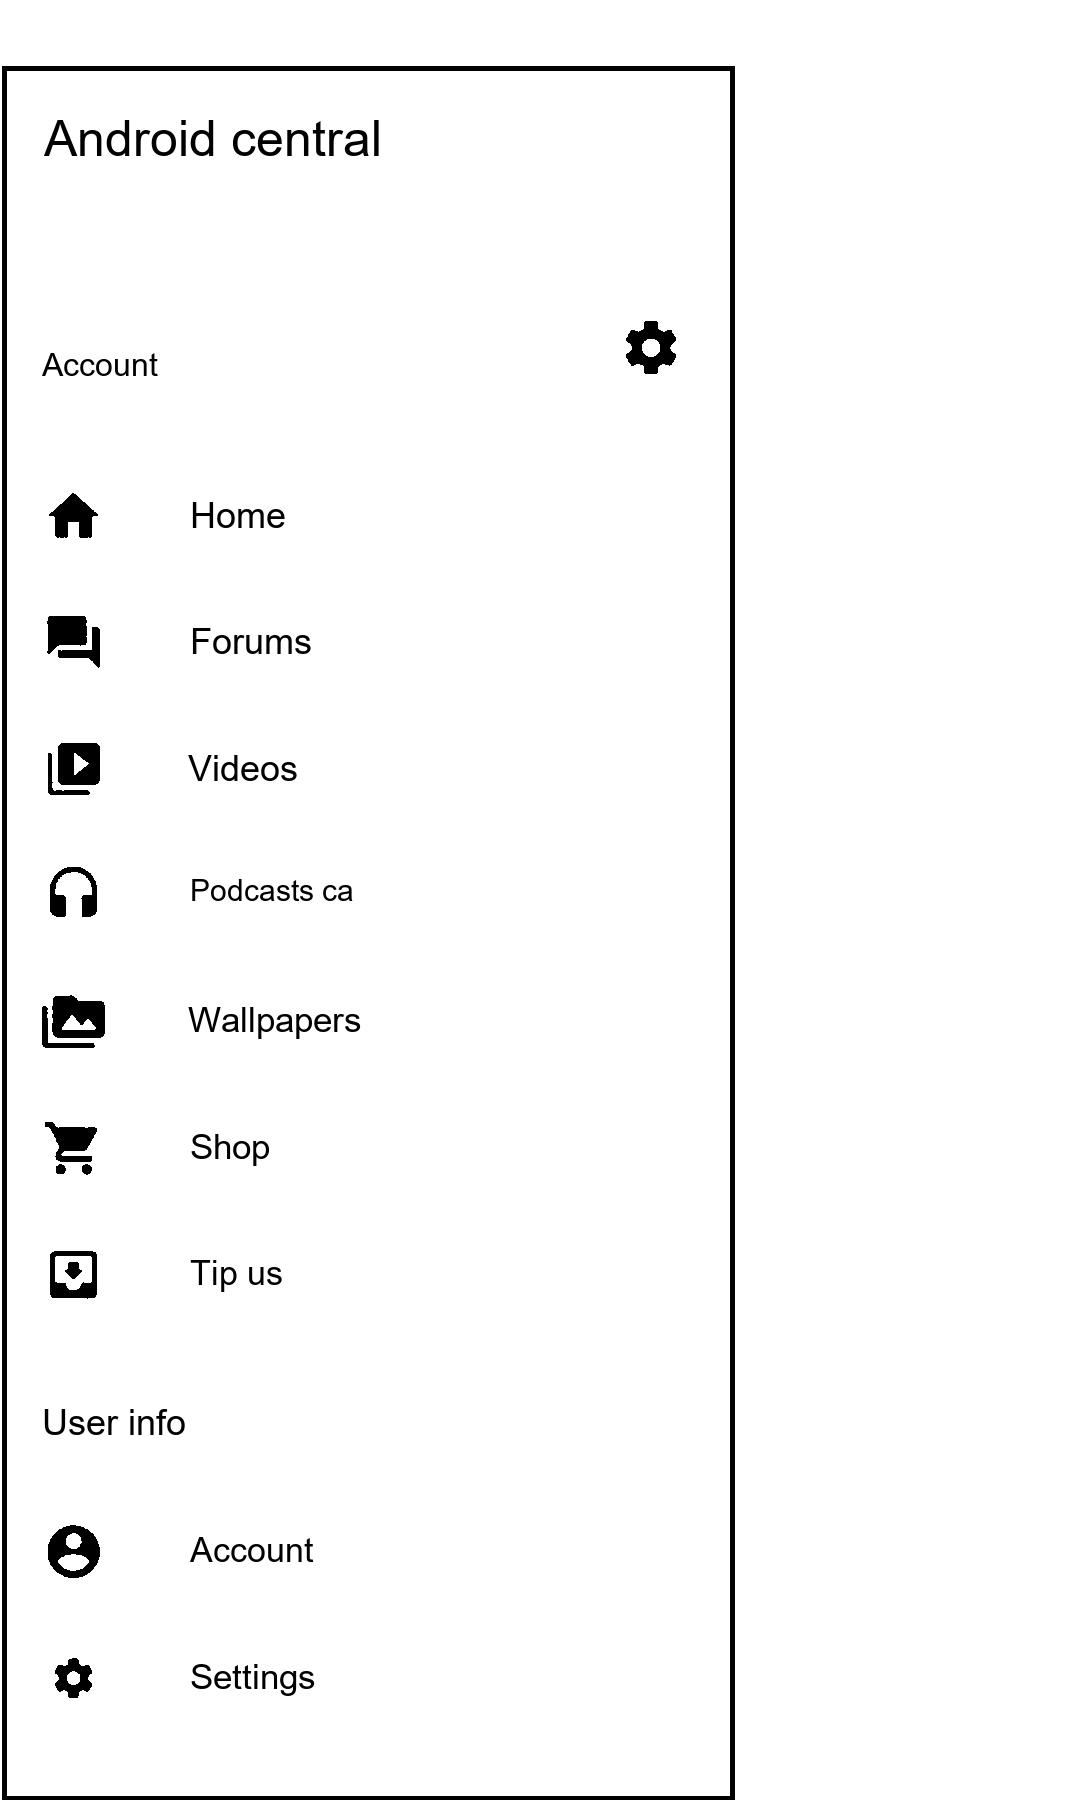 Android central
Account
Home
Forums
Videos
Podcasts ca
Wallpapers
Shop
Tip us
User info
Account
Settings